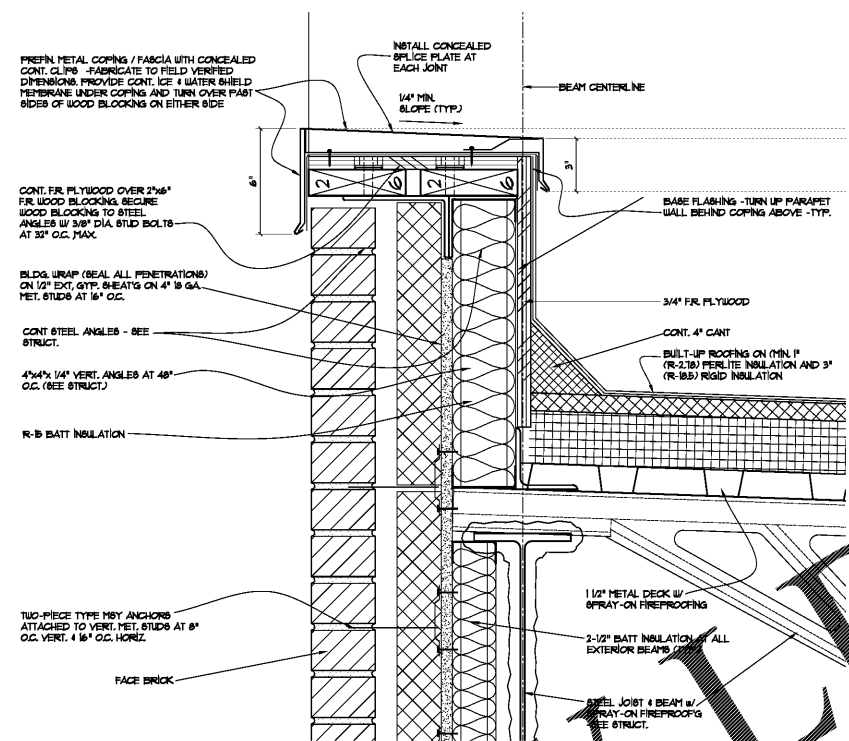 PREFIN. METAL COPING / FASCIA WITH CONCEALED
CONT. CLIPS -FABRICATE TO FIELD VERIFIED
DIMENSIONS. PROVIDE CONT. ICE & WATER SHIELD
MEMBRANE UNDER COPING AND TURN OVER PAST
SIDES OF WOOD BLOCKING ON EITHER SIDE
INSTALL CONCEALED
SPLICE PLATE AT
EACH JOINT
1/4" MIN.
SLOPE (TYP.)
BEAM CENTERLINE
6"
3"
2 6 2 6
CONT. F.R. PLYWOOD OVER 2"x6"
F.R. WOOD BLOCKING. SECURE
WOOD BLOCKING TO STEEL
ANGLES W/ 3/8" DIA. STUD BOLTS
AT 32" O.C. MAX.
BASE FLASHING -TURN UP PARAPET
WALL BEHIND COPING ABOVE -TYP.
BLDG. WRAP (SEAL ALL PENETRATIONS)
ON 1/2" EXT. GYP. SHEAT'G ON 4" 18 GA.
MET. STUDS AT 16" O.C.
3/4" F.R. PLYWOOD
CONT STEEL ANGLES - SEE
STRUCT.
CONT. 4" CANT
BUILT-UP ROOFING ON (MIN. 1"
(R-2.78) PERLITE INSULATION AND 3"
(R-18.5) RIGID INSULATION
4"x4"x 1/4" VERT. ANGLES AT 48"
O.C. (SEE STRUCT.)
R-15 BATT INSULATION
1 1/2" METAL DECK W/
SPRAY-ON FIREPROOFING
TWO-PIECE TYPE MSY ANCHORS
ATTACHED TO VERT. MET. STUDS AT 8"
O.C. VERT. & 16" O.C. HORIZ.
2-1/2" BATT INSULATION AT ALL
EXTERIOR BEAMS (TYP.)
FACE BRICK
STEEL JOIST & BEAM W/
SPRAY-ON FIREPROOF'G
-SEE STRUCT.